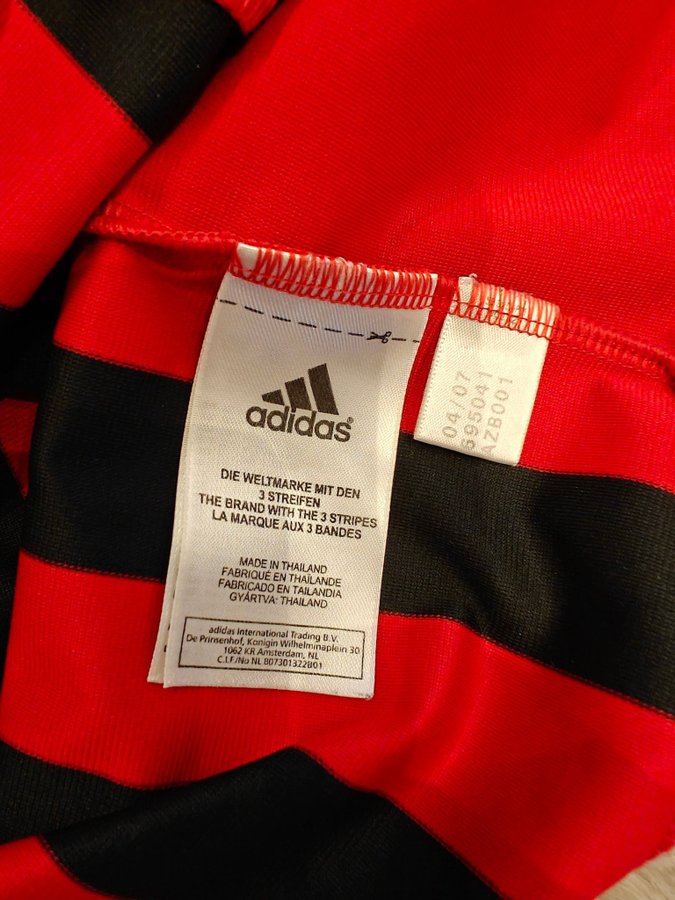 adidas®
DIE WELTMARKE MIT DEN
3 STREIFEN
THE BRAND WITH THE 3 STRIPES
LA MARQUE AUX 3 BANDES
MADE IN THAILAND
FABRIQUÉ EN THAÏLANDE
FABRICADO EN TAILANDIA
GYÁRTVA: THAILAND
adidas International Trading B.V.
De Prinsenhof, Konigin Wilhelminaplein 30
1062 KR Amsterdam, NL
C.I.F./No NL 807301322B01
04/07
695041
AZB001